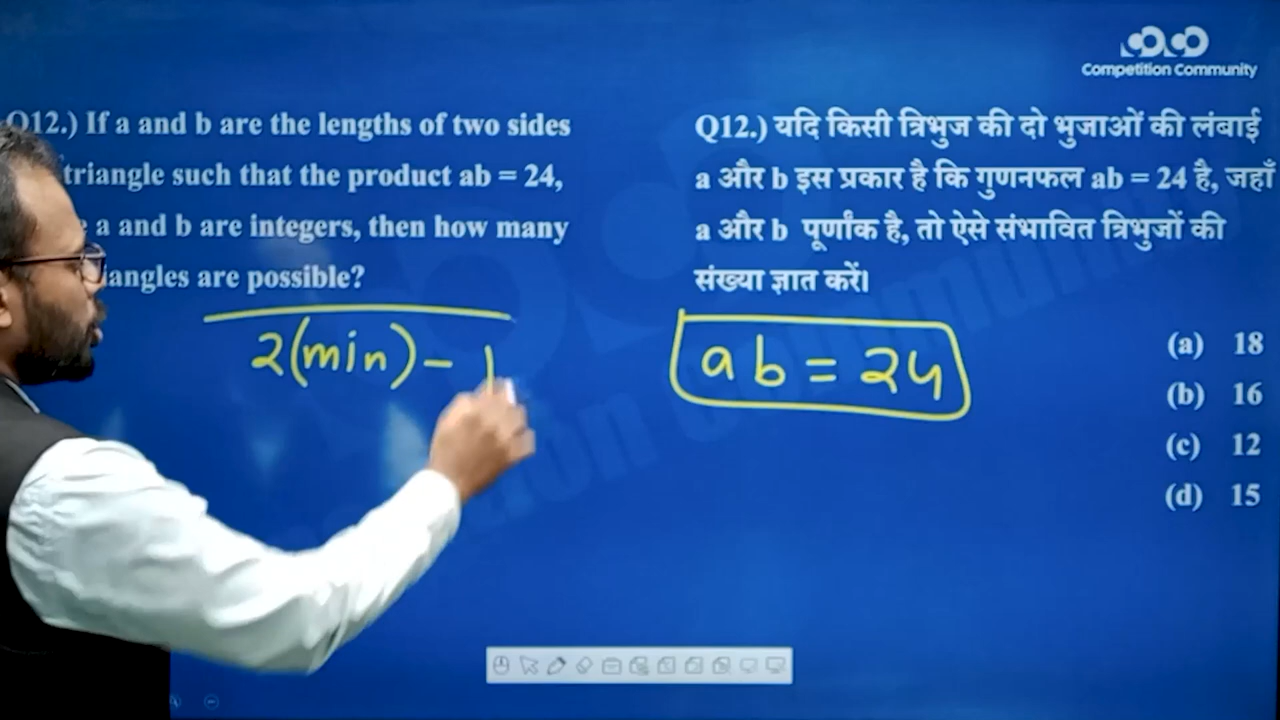 Competition Community
Q12.) If a and b are the lengths of two sides
triangle such that the product ab = 24,
a and b are integers, then how many
angles are possible?
2(min) - 1
Q12.) यदि किसी त्रिभुज की दो भुजाओं की लंबाई
a और b इस प्रकार है कि गुणनफल ab = 24 है, जहाँ
a और b पूर्णांक है, तो ऐसे संभावित त्रिभुजों की
संख्या ज्ञात करें।
ab = 24
(a) 18
(b) 16
(c) 12
(d) 15